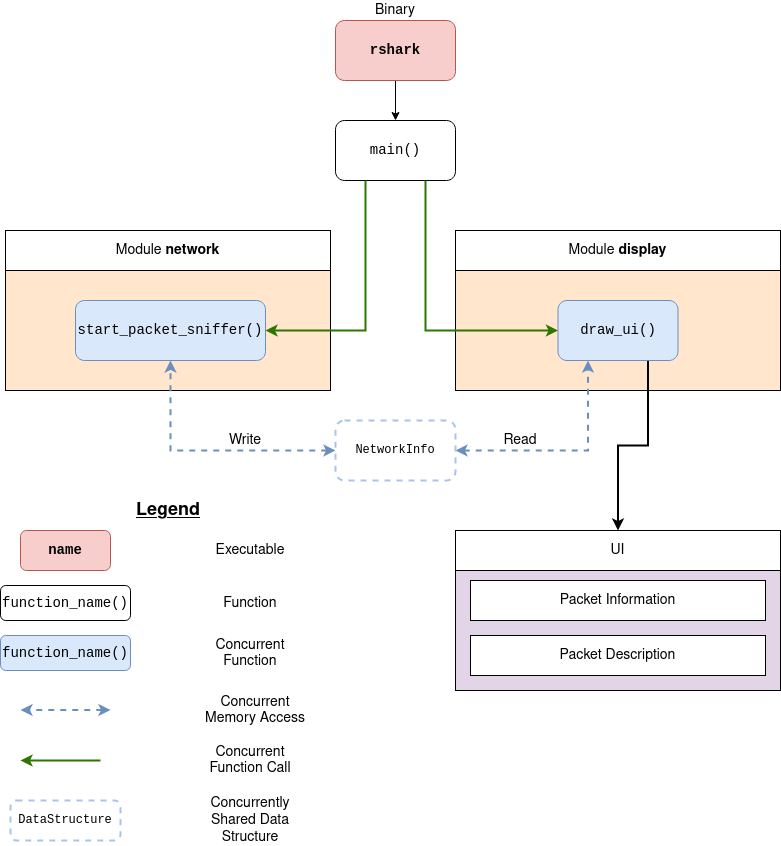 Binary
rshark
main()
Module network
Module display
start_packet_sniffer()
draw_ui()
Write
NetworkInfo
Read
Legend
name
Executable
UI
function_name()
Function
Packet Information
function_name()
Concurrent
Function
Packet Description
Concurrent
Memory Access
Concurrent
Function Call
DataStructure
Concurrently
Shared Data
Structure